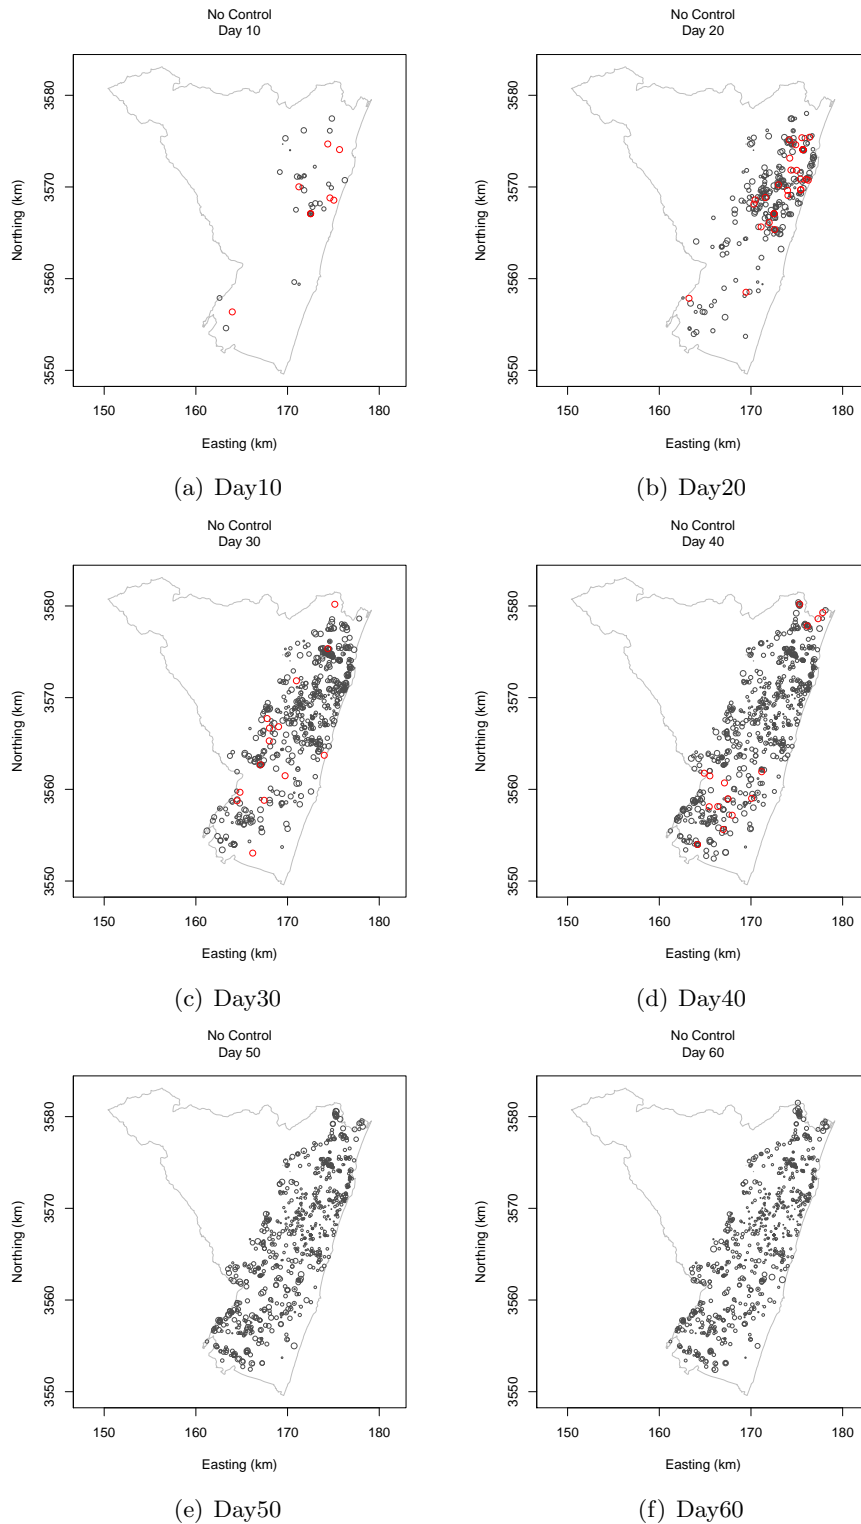 No Control
Day 10
3580
3570
3560
3550
Northing (km)
150 160 170 180
Easting (km)
(a) Day10
No Control
Day 20
3580
3570
3560
3550
Northing (km)
150 160 170 180
Easting (km)
(b) Day20
No Control
Day 30
3580
3570
3560
3550
Northing (km)
150 160 170 180
Easting (km)
(c) Day30
No Control
Day 40
3580
3570
3560
3550
Northing (km)
150 160 170 180
Easting (km)
(d) Day40
No Control
Day 50
3580
3570
3560
3550
Northing (km)
150 160 170 180
Easting (km)
(e) Day50
No Control
Day 60
3580
3570
3560
3550
Northing (km)
150 160 170 180
Easting (km)
(f) Day60